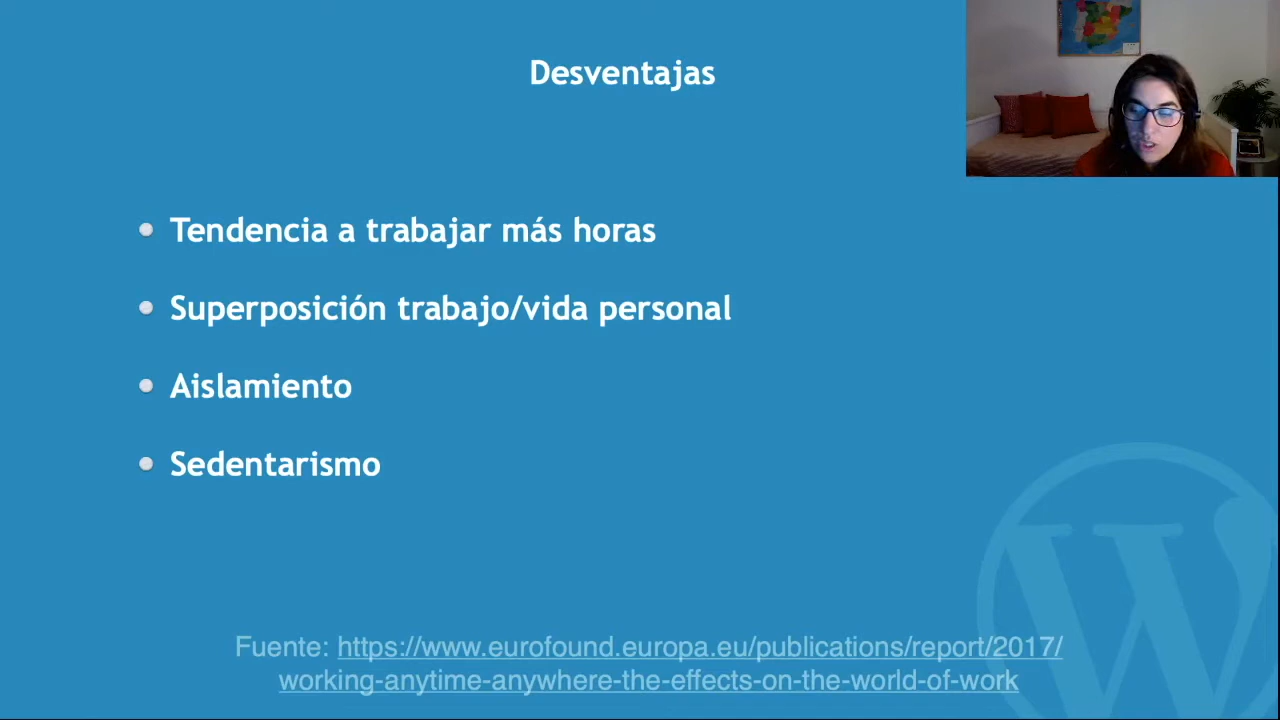 Desventajas
Tendencia a trabajar más horas
Superposición trabajo/vida personal
Aislamiento
Sedentarismo
Fuente: https://www.eurofound.europa.eu/publications/report/2017/
working-anytime-anywhere-the-effects-on-the-world-of-work